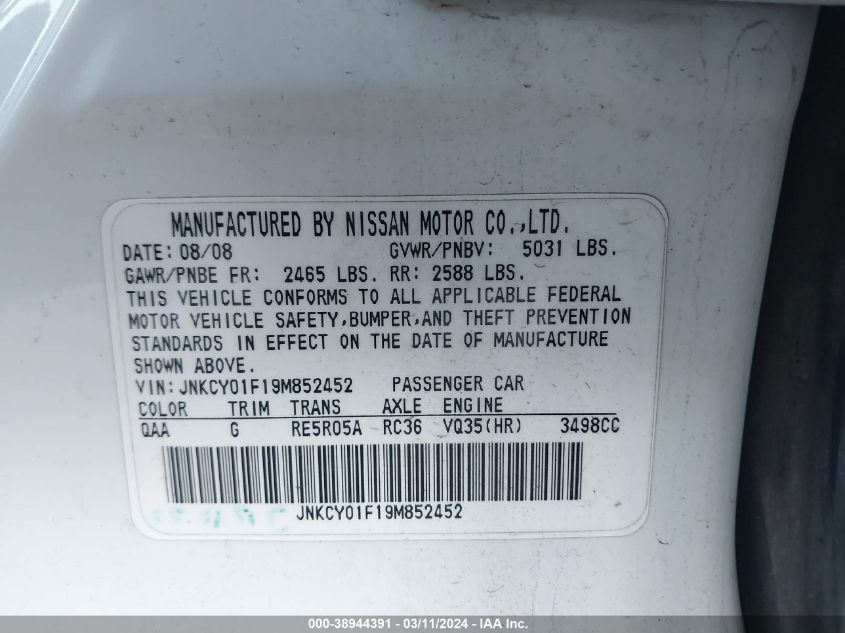 MANUFACTURED BY NISSAN MOTOR CO.,LTD.
DATE: 08/08 GVWR/PNBV: 5031 LBS.
GAWR/PNBE FR: 2465 LBS. RR: 2588 LBS.
THIS VEHICLE CONFORMS TO ALL APPLICABLE FEDERAL
MOTOR VEHICLE SAFETY,BUMPER,AND THEFT PREVENTION
STANDARDS IN EFFECT ON THE DATE OF MANUFACTURE
SHOWN ABOVE.
VIN:JNKCY01F19M852452 PASSENGER CAR
COLOR TRIM TRANS AXLE ENGINE
QAA G RE5R05A RC36 VQ35(HR) 3498CC
JNKCY01F19M852452
000-38944391 - 03/11/2024 - IAA Inc.